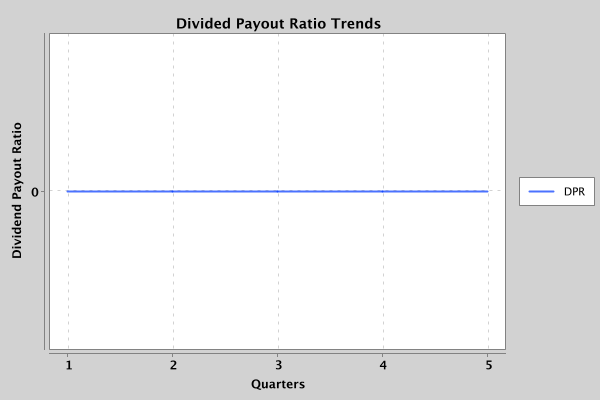 Divided Payout Ratio Trends
Dividend Payout Ratio
0
1 2 3 4 5
Quarters
DPR